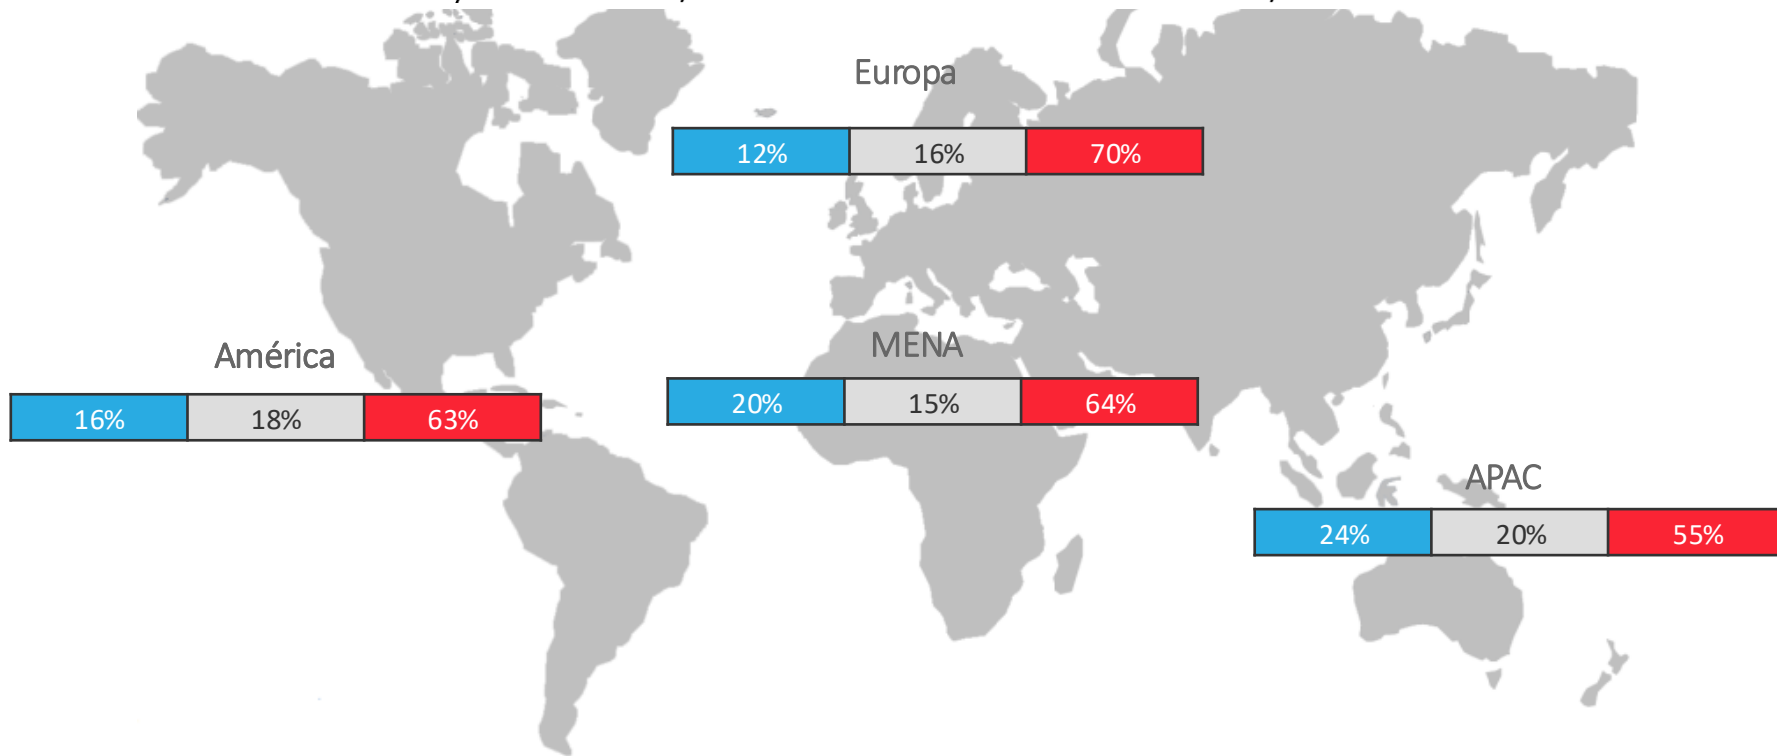 Europa
12% 16% 70%
América
16% 18% 63%
MENA
20% 15% 64%
APAC
24% 20% 55%